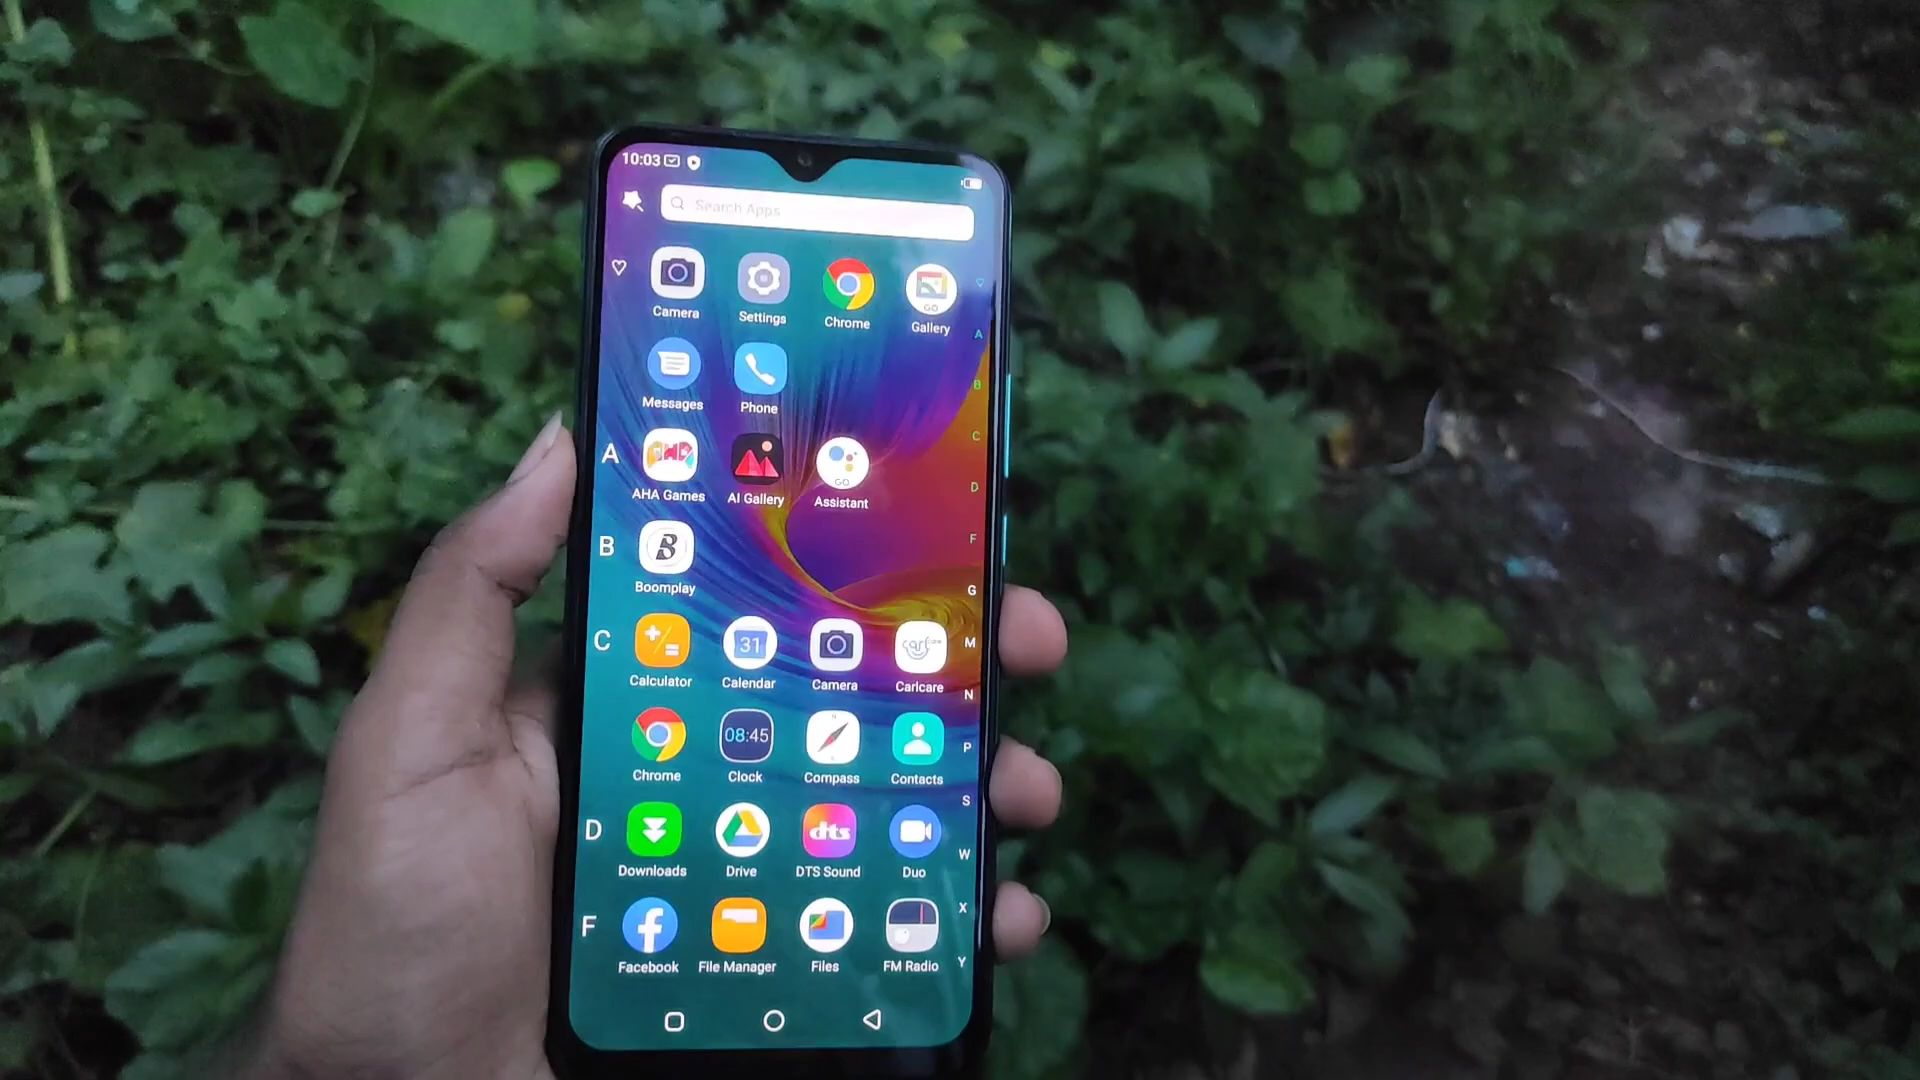 10:03
Search Apps
Camera Settings Chrome Gallery
GO
Messages Phone
A
AHA Games AI Gallery Assistant
GO
B
B
Boomplay
C
31
Calculator Calendar Camera Carlcare
08:45
Chrome Clock Compass Contacts
D
dts
Downloads Drive DTS Sound Duo
F
Facebook File Manager Files FM Radio
A
B
C
D
F
G
M
N
P
S
W
X
Y